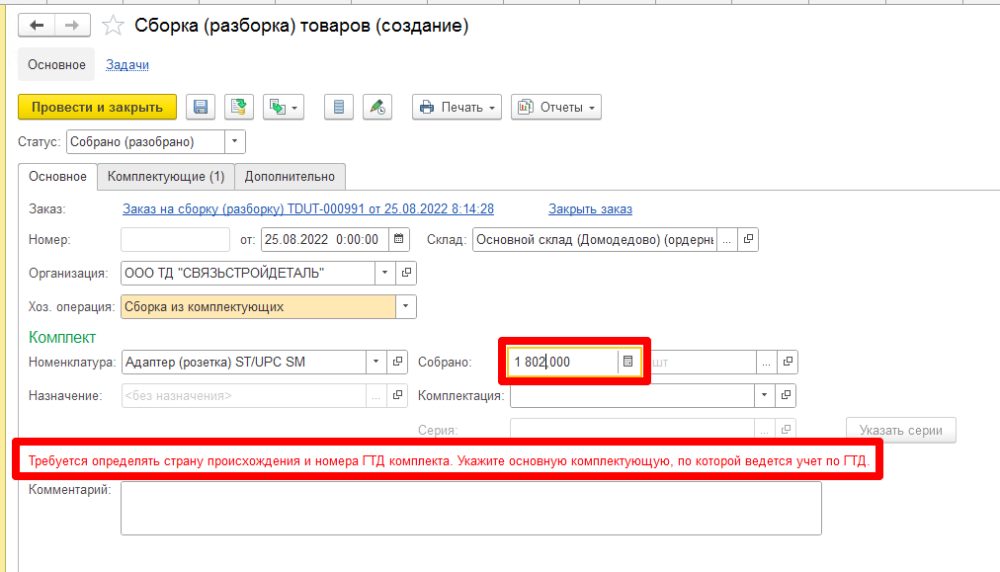 Сборка (разборка) товаров (создание)
Основное Задачи
Провести и закрыть Печать Отчеты
Статус: Собрано (разобрано)
Основное Комплектующие (1) Дополнительно
Заказ: Заказ на сборку (разборку) TDUT-000991 от 25.08.2022 8:14:28 Закрыть заказ
Номер: от: 25.08.2022 0:00:00 Склад: Основной склад (Домодедово) (ордерн ...
Организация: ООО ТД "СВЯЗЬСТРОЙДЕТАЛЬ"
Хоз. операция: Сборка из комплектующих
Комплект
Номенклатура: Адаптер (розетка) ST/UPC SM Собрано: 1 802,000 шт ...
Назначение: <без назначения> ... Комплектация:
Серия: ... Указать серии
Требуется определять страну происхождения и номера ГТД комплекта. Укажите основную комплектующую, по которой ведется учет по ГТД.
Комментарий: